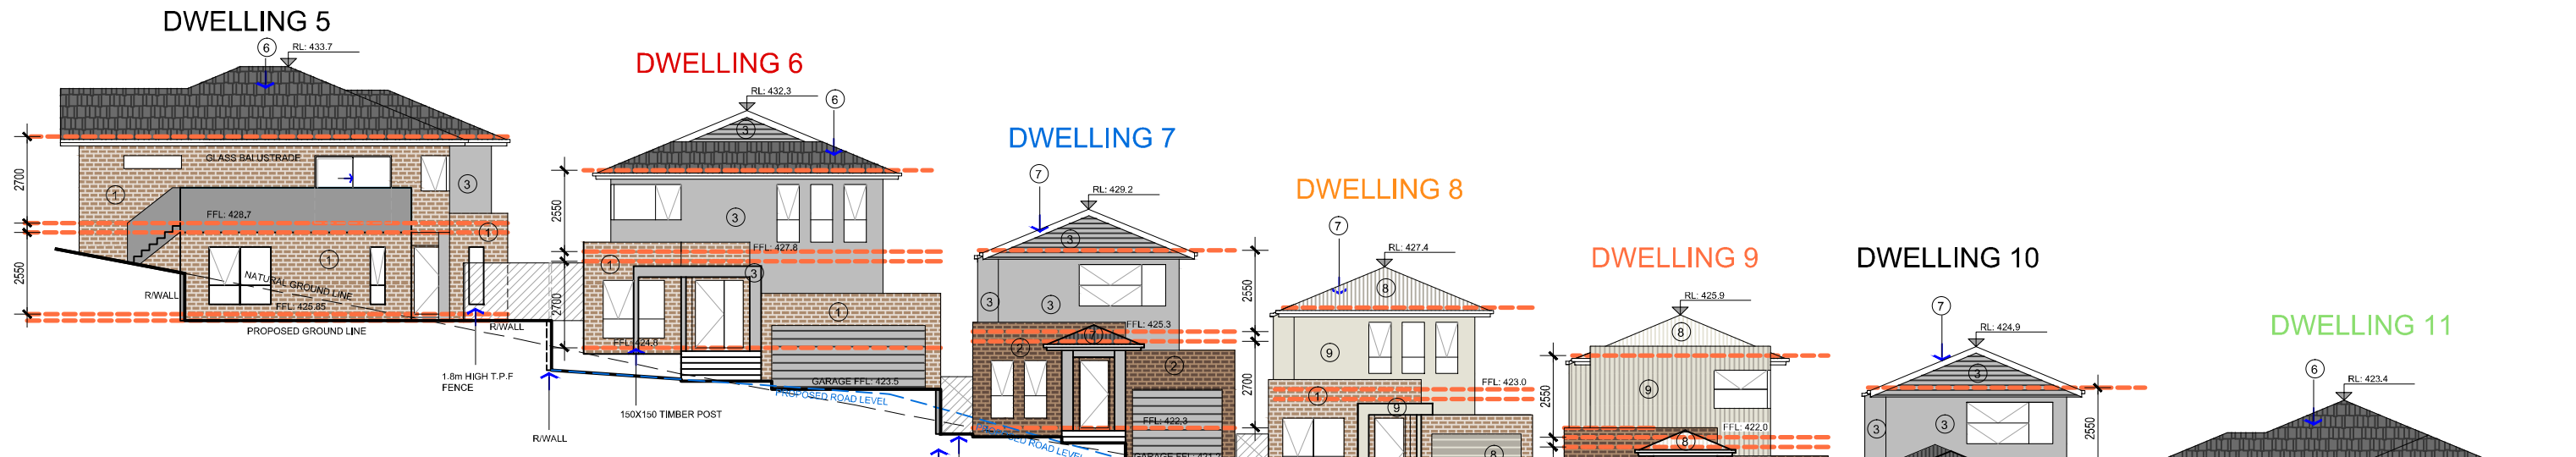 DWELLING 5
6
RL: 433.7
2700
2550
GLASS BALUSTRADE
1
3
FFL: 428.7
1
1
NATURAL GROUND LINE
R/WALL
FFL: 425.85
PROPOSED GROUND LINE
R/WALL
1.8m HIGH T.P.F
FENCE
R/WALL
DWELLING 6
RL: 432.3
6
3
2550
2700
3
FFL: 427.8
1
3
1
FFL: 424.8
GARAGE FFL: 423.5
PROPOSED ROAD LEVEL
150X150 TIMBER POST
DWELLING 7
7
RL: 429.2
3
2550
2700
3
3
FFL: 425.3
2
7
2
FFL: 422.3
PROPOSED ROAD LEVEL
DWELLING 8
7
RL: 427.4
8
9
FFL: 423.0
1
9
8
2550
DWELLING 9
RL: 425.9
8
9
FFL: 422.0
8
DWELLING 10
7
RL: 424.9
3
3
3
2550
DWELLING 11
6
RL: 423.4